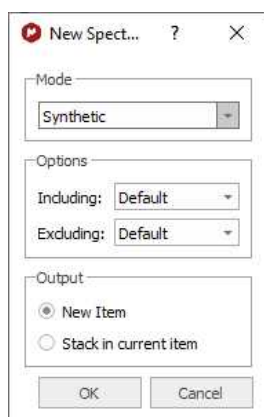 New Spect... ?
Mode
Synthetic
Options
Including: Default
Excluding: Default
Output
New Item
Stack in current item
OK Cancel